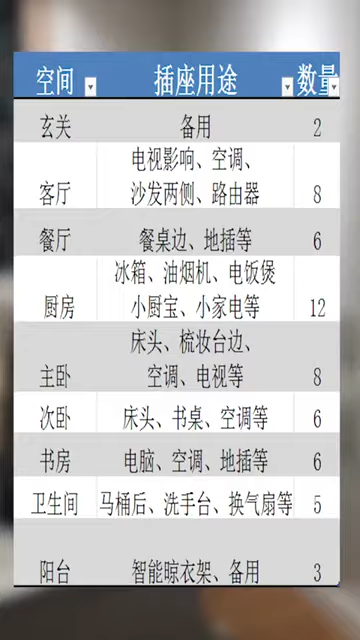 空间 插座用途 数量
玄关 备用 2
电视影响、空调、
客厅 沙发两侧、路由器 8
餐厅 餐桌边、地插等 6
冰箱、油烟机、电饭煲
厨房 小厨宝、小家电等 12
床头、梳妆台边、
主卧 空调、电视等 8
次卧 床头、书桌、空调等 6
书房 电脑、空调、地插等 6
卫生间 马桶后、洗手台、换气扇等 5
阳台 智能晾衣架、备用 3